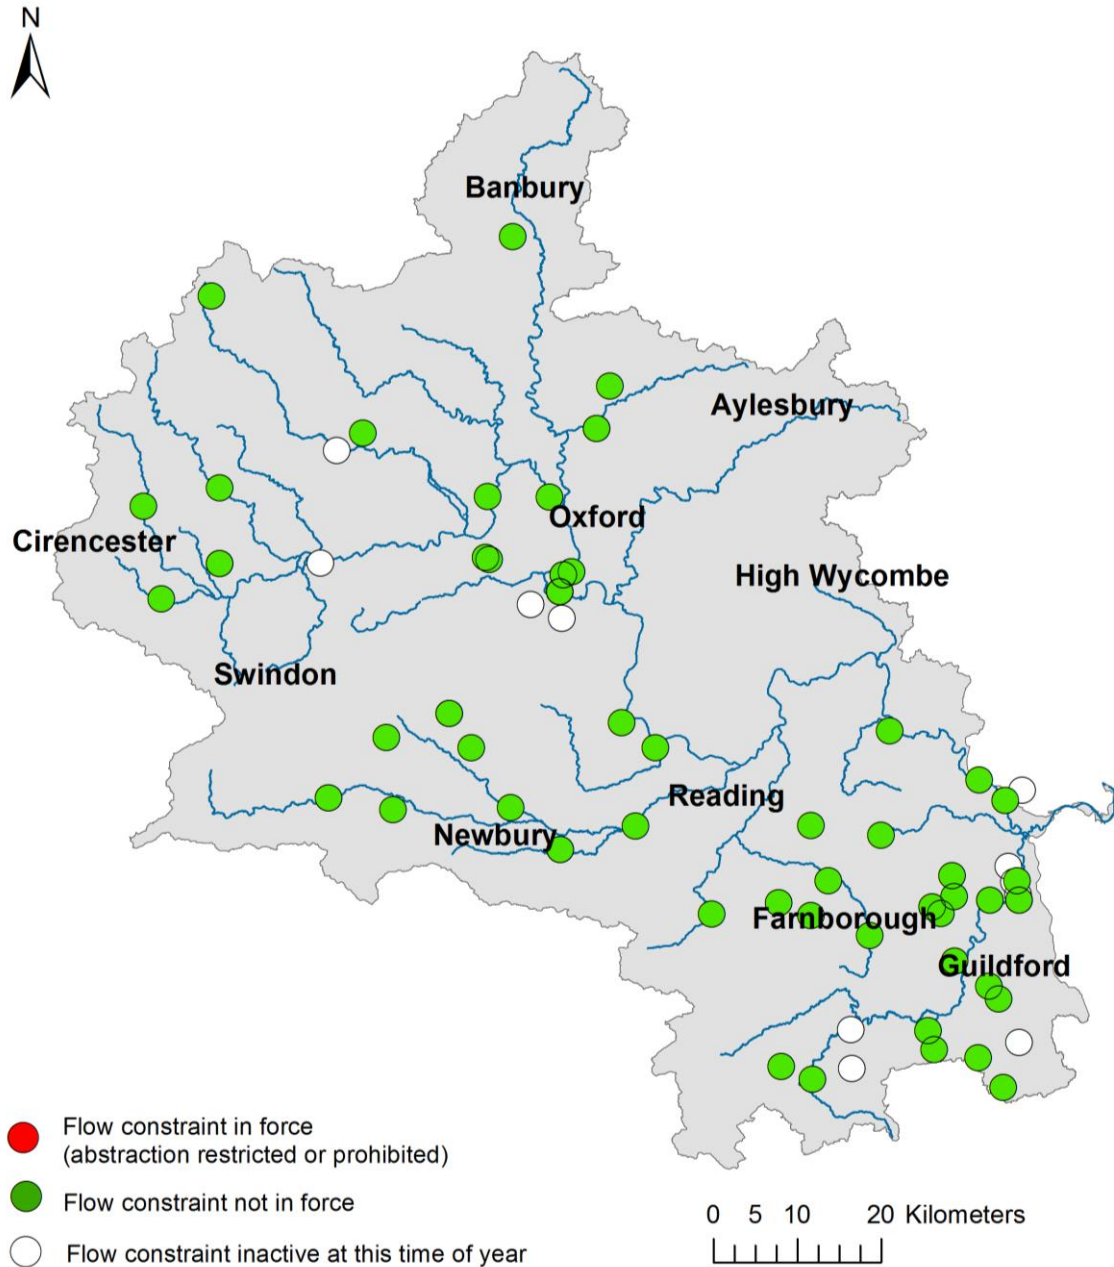 N
Banbury
Aylesbury
Oxford
Cirencester
High Wycombe
Swindon
Reading
Newbury
Farnborough
Guildford
Flow constraint in force
(abstraction restricted or prohibited)
Flow constraint not in force
0 5 10 20 Kilometers
Flow constraint inactive at this time of year